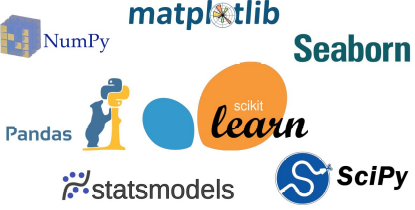 matplotlib
NumPy
Seaborn
scikit
learn
Pandas
statsmodels
SciPy